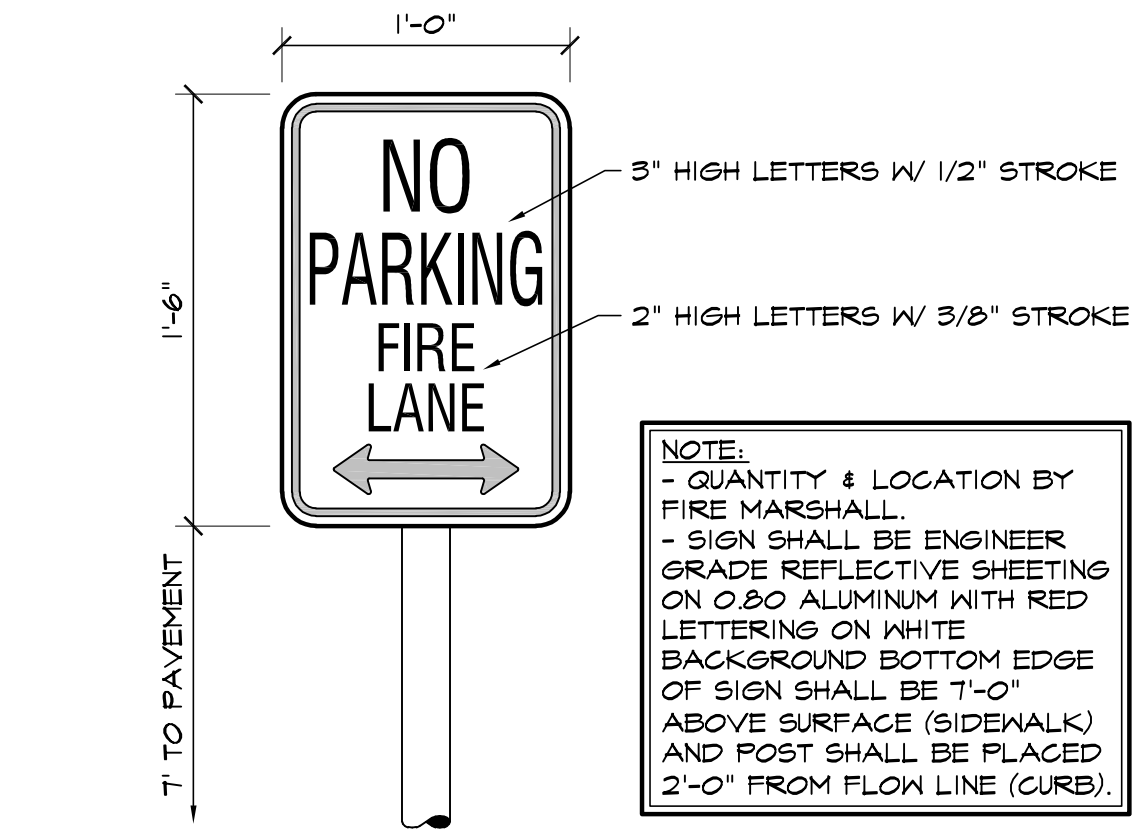 1'-0"
NO
PARKING
FIRE
LANE
3" HIGH LETTERS W/ 1/2" STROKE
2" HIGH LETTERS W/ 3/8" STROKE
1'-6"
7' TO PAVEMENT
NOTE:
- QUANTITY & LOCATION BY
FIRE MARSHALL.
- SIGN SHALL BE ENGINEER
GRADE REFLECTIVE SHEETING
ON 0.80 ALUMINUM WITH RED
LETTERING ON WHITE
BACKGROUND BOTTOM EDGE
OF SIGN SHALL BE 7'-0"
ABOVE SURFACE (SIDEWALK)
AND POST SHALL BE PLACED
2'-0" FROM FLOW LINE (CURB).